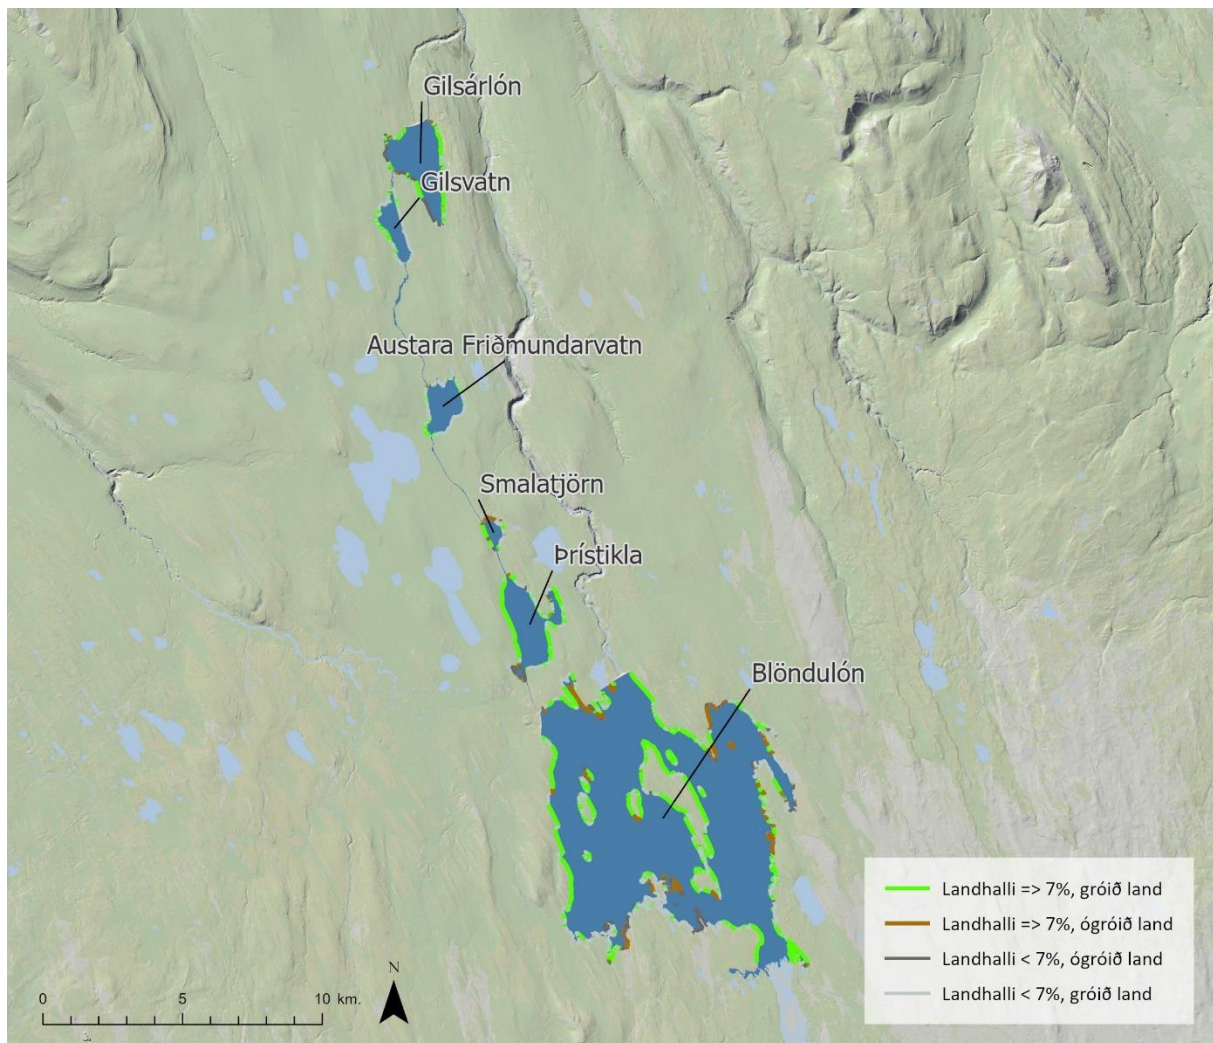 Gilsárlón
Gilsvatn
Austara Friðmundarvatn
Smalatjörn
Þrístikla
Blöndulón
Landhalli => 7%, gróið land
Landhalli => 7%, ógróið land
Landhalli < 7%, ógróið land
Landhalli < 7%, gróið land
N
0 5 10 km.